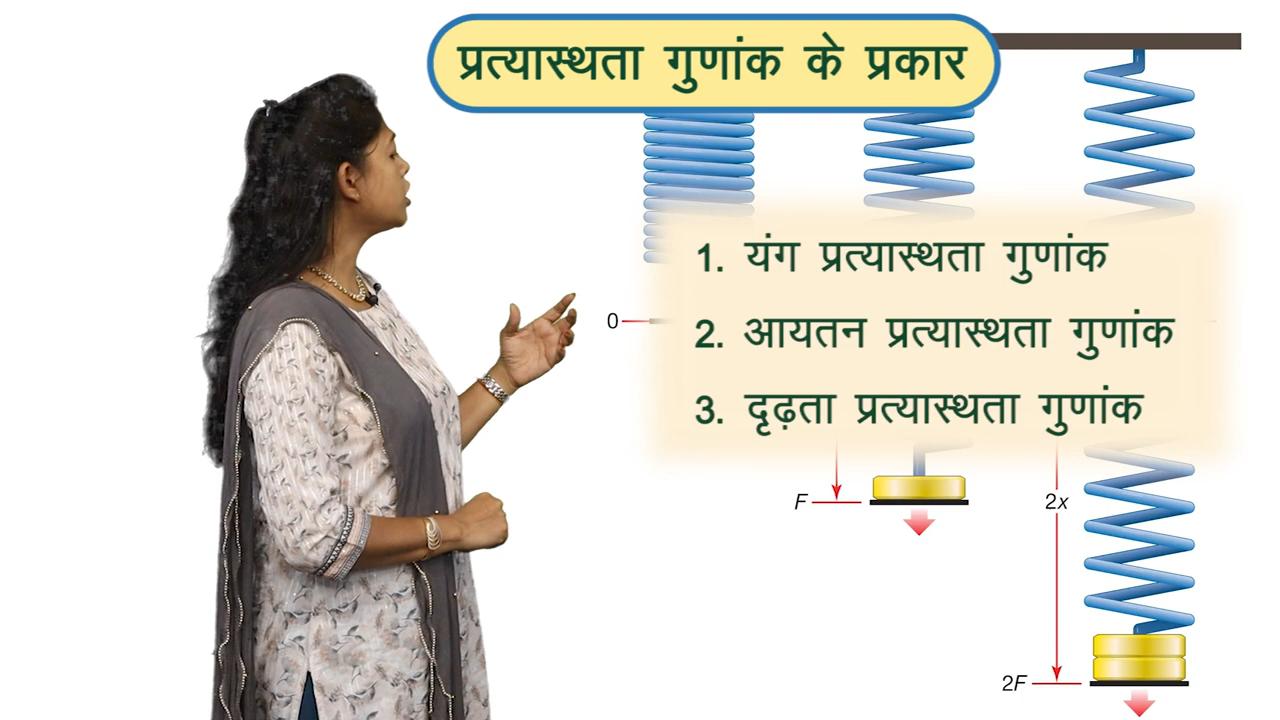 प्रत्यास्थता गुणांक के प्रकार
1. यंग प्रत्यास्थता गुणांक
0
2. आयतन प्रत्यास्थता गुणांक
3. दृढ़ता प्रत्यास्थता गुणांक
F
2x
2F